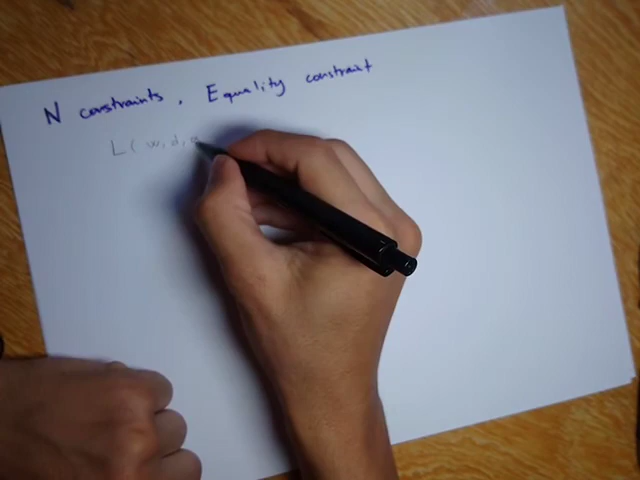 N constraints, Equality constraint
L( w, d, a